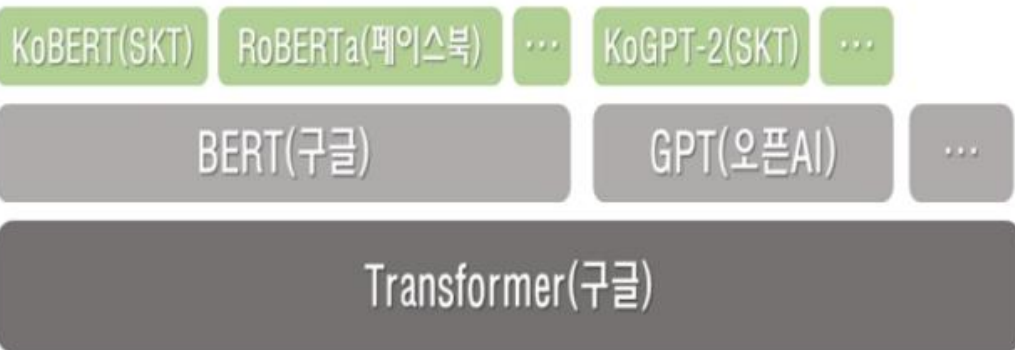 KoBERT(SKT) RoBERTa(페이스북) ... KoGPT-2(SKT) ...
BERT(구글) GPT(오픈AI) ...
Transformer(구글)